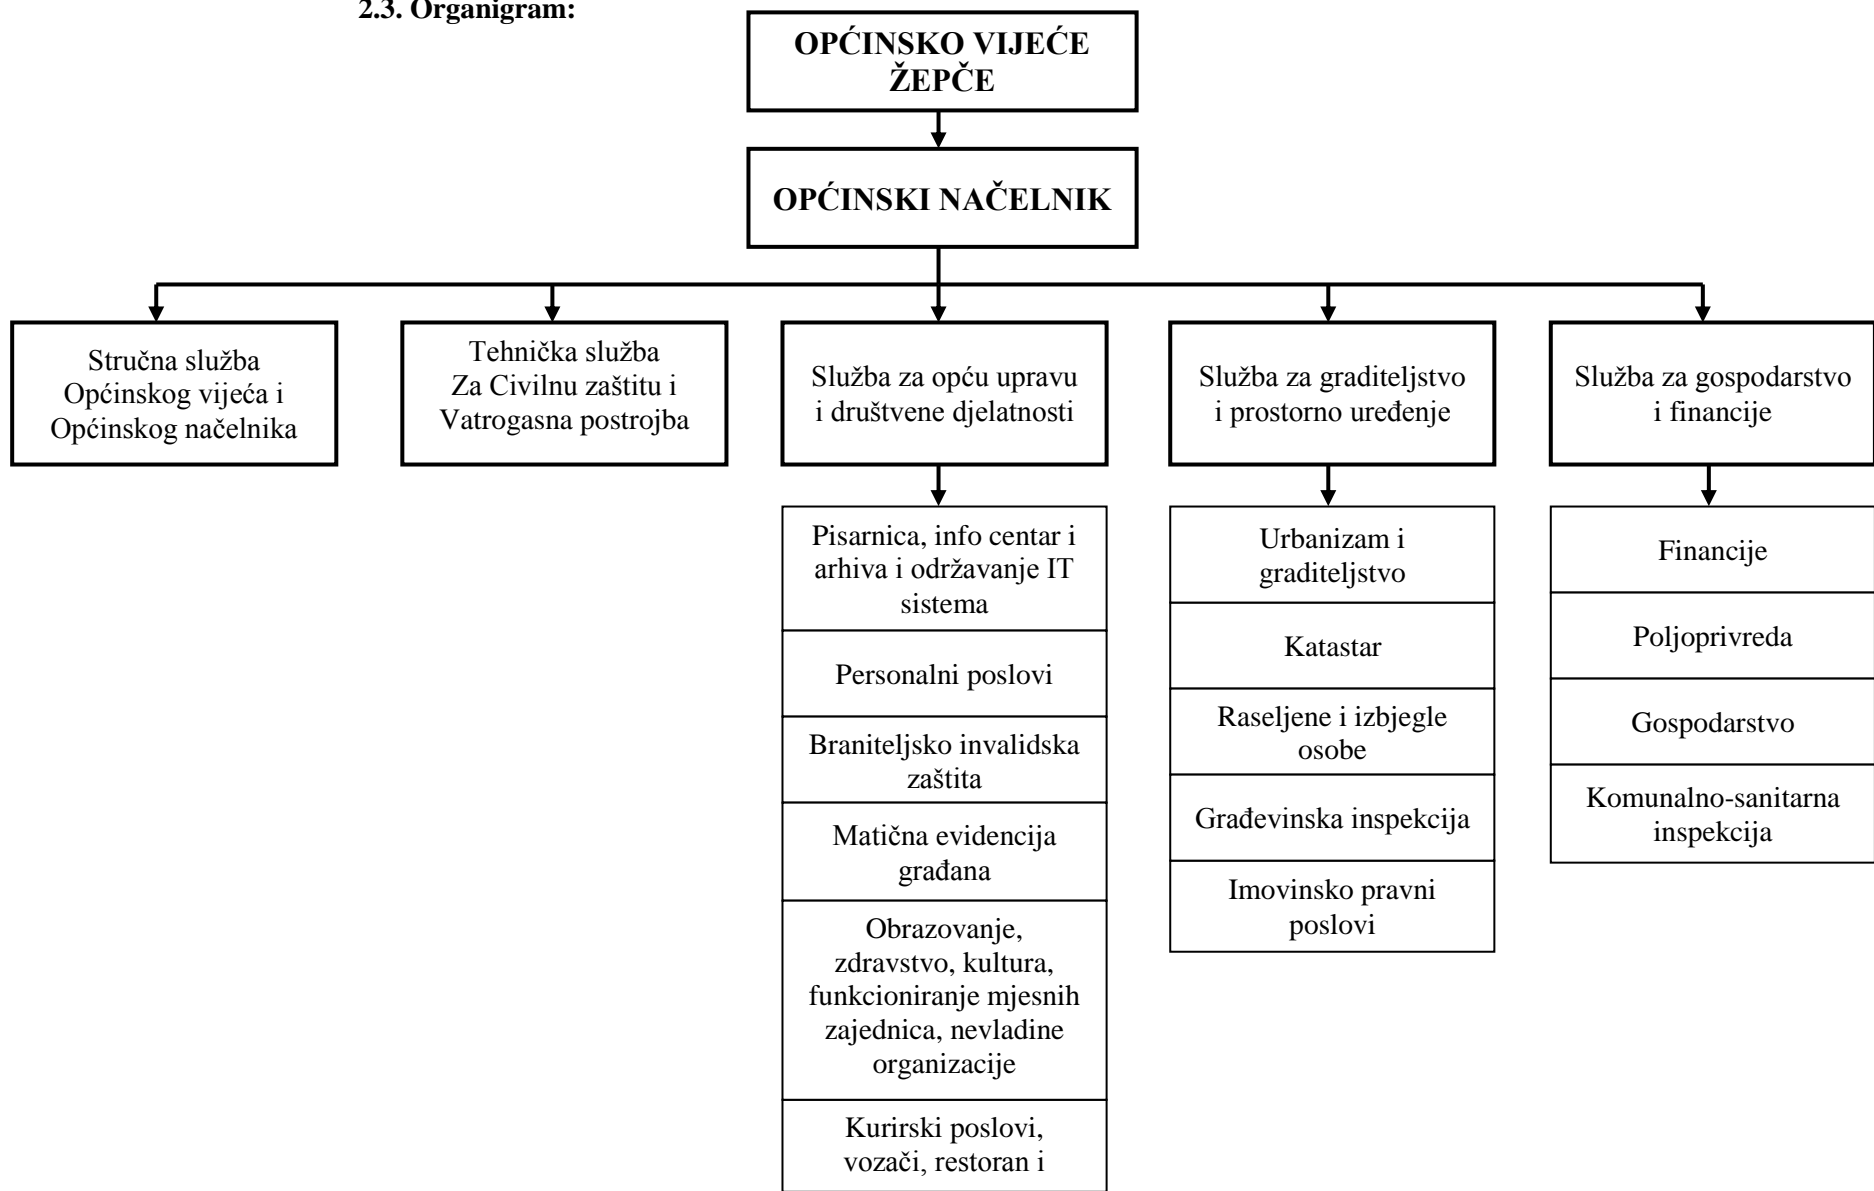 2.3. Organigram:
OPĆINSKO VIJEĆE
ŽEPČE
OPĆINSKI NAČELNIK
Stručna služba
Općinskog vijeća i
Općinskog načelnika
Tehnička služba
Za Civilnu zaštitu i
Vatrogasna postrojba
Služba za opću upravu
i društvene djelatnosti
Služba za graditeljstvo
i prostorno uređenje
Služba za gospodarstvo
i financije
Pisarnica, info centar i
arhiva i održavanje IT
sistema
Personalni poslovi
Braniteljsko invalidska
zaštita
Matična evidencija
građana
Obrazovanje,
zdravstvo, kultura,
funkcioniranje mjesnih
zajednica, nevladine
organizacije
Kurirski poslovi,
vozači, restoran i
Urbanizam i
graditeljstvo
Katastar
Raseljene i izbjegle
osobe
Građevinska inspekcija
Imovinsko pravni
poslovi
Financije
Poljoprivreda
Gospodarstvo
Komunalno-sanitarna
inspekcija